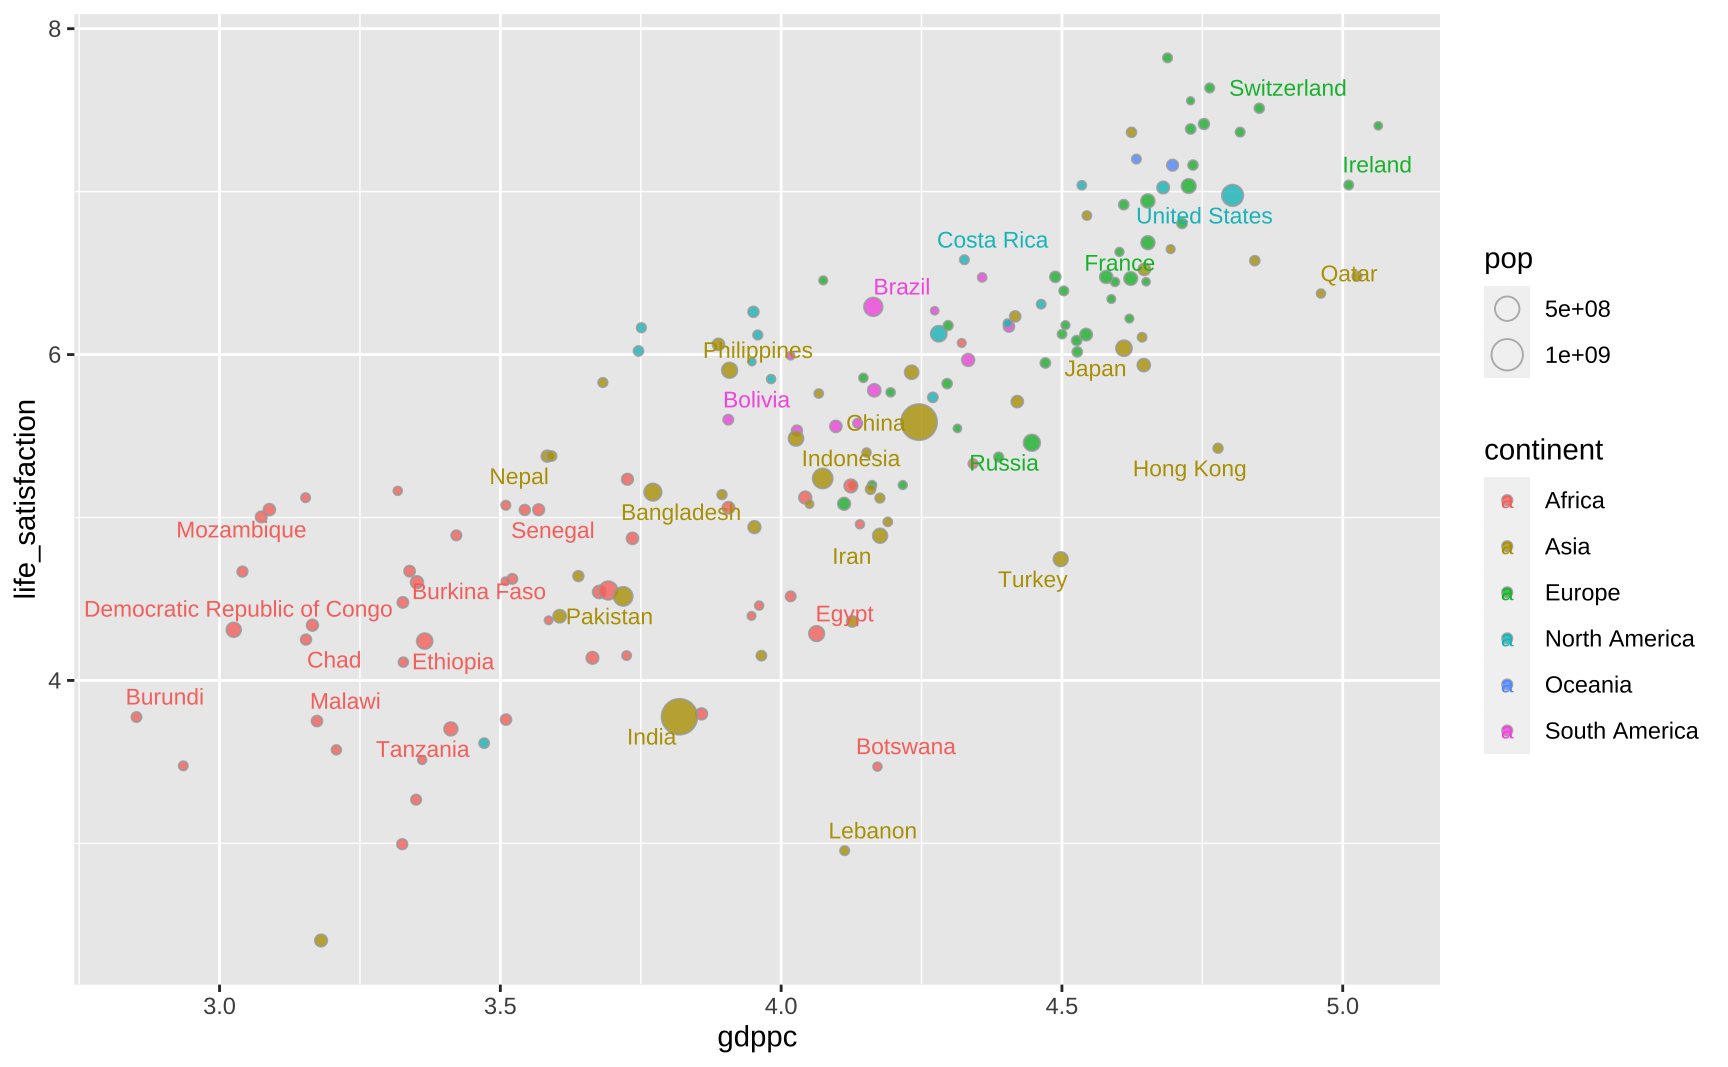 8
6
4
life_satisfaction
3.0
3.5
4.0
4.5
5.0
gdppc
Switzerland
Ireland
United States
Costa Rica
France
Qatar
Brazil
Philippines
Japan
Bolivia
China
Indonesia
Russia
Hong Kong
Nepal
Bangladesh
Mozambique
Senegal
Iran
Turkey
Burkina Faso
Democratic Republic of Congo
Pakistan
Egypt
Chad
Ethiopia
Burundi
Malawi
India
Tanzania
Botswana
Lebanon
pop
5e+08
1e+09
continent
a Africa
a Asia
a Europe
a North America
a Oceania
a South America